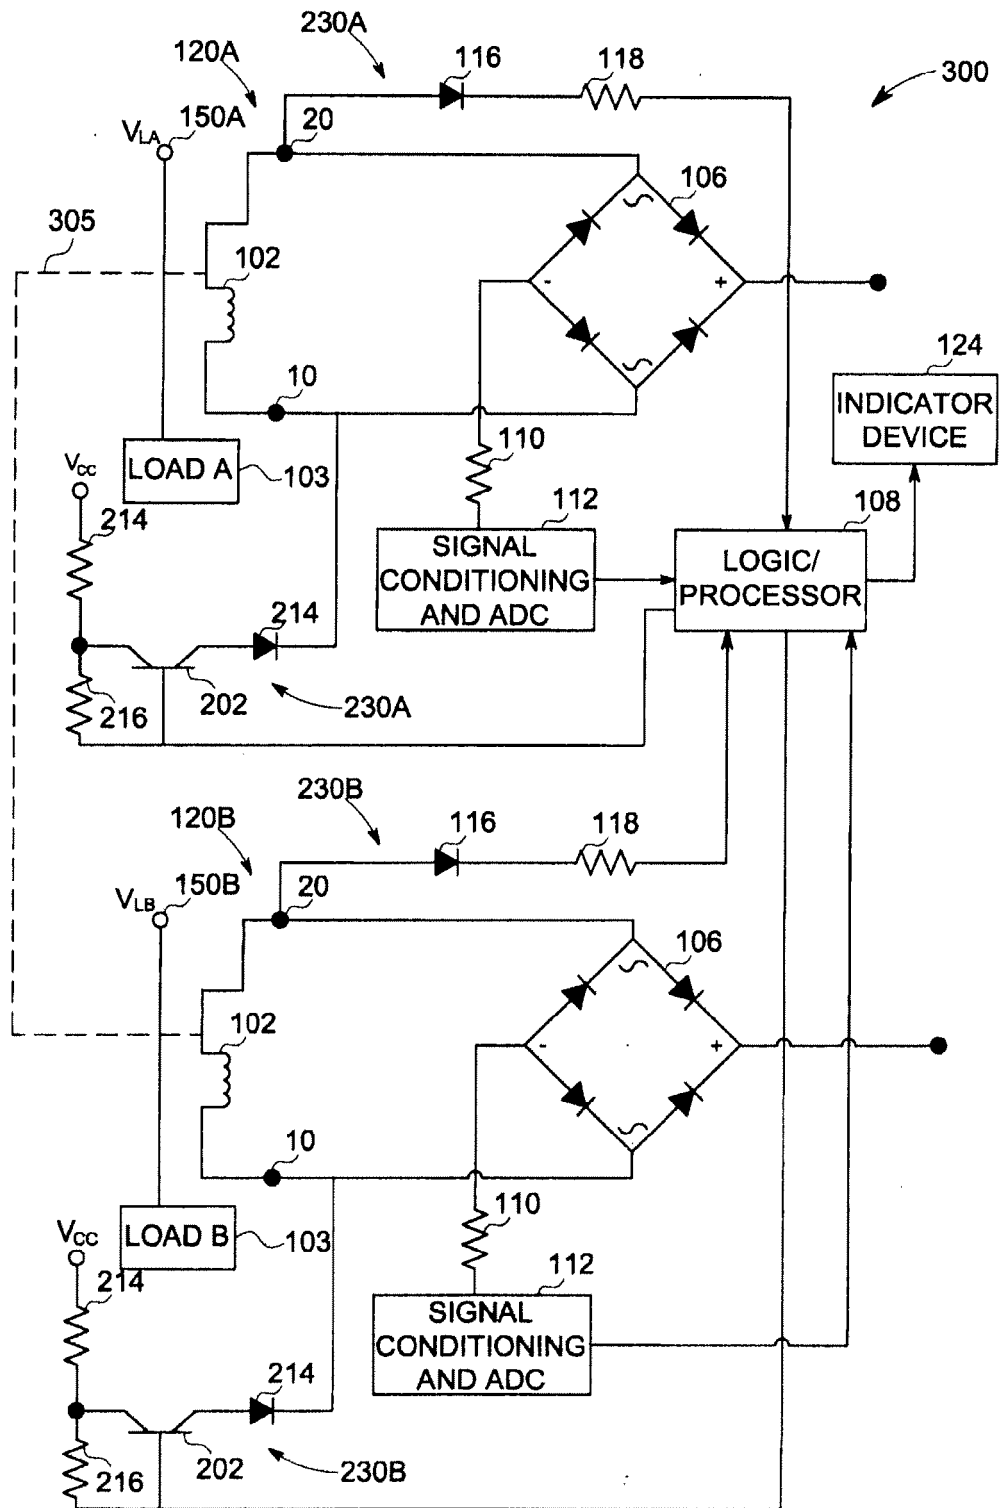 230A
120A
116
118
300
20
VLA
150A
106
305
102
-
+
10
124
INDICATOR
DEVICE
LOAD A
103
VCC
110
214
112
108
SIGNAL
CONDITIONING
AND ADC
LOGIC/
PROCESSOR
214
216
202
230A
230B
120B
116
118
20
VLB
150B
106
102
-
+
10
110
LOAD B
103
VCC
214
112
SIGNAL
CONDITIONING
AND ADC
214
216
202
230B